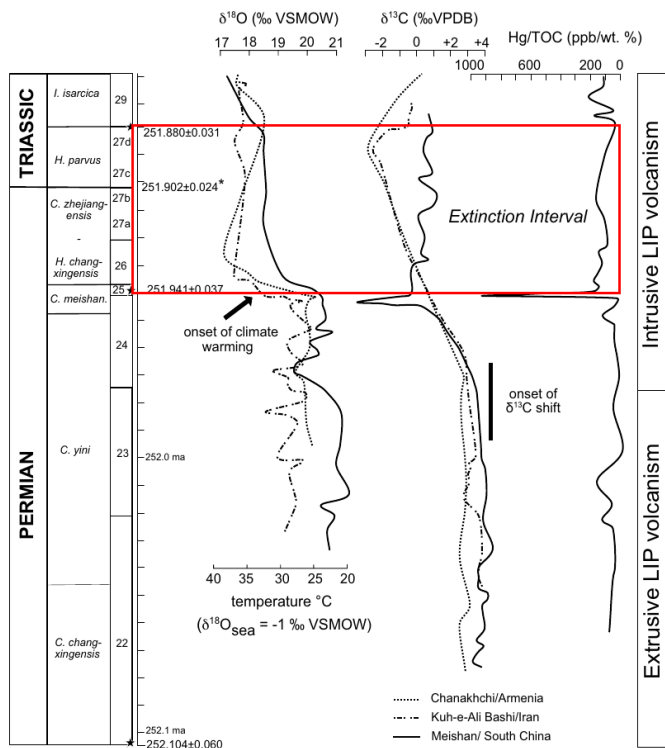 δ¹⁸O (‰ VSMOW)
17 18 19 20 21
δ¹³C (‰VPDB)
-2 0 +2 +4
Hg/TOC (ppb/wt. %)
1000 400 200 0
TRIASSIC
PERMIAN
I. isarcica
H. parvus
C. zhejiang-
ensis
-
H. chang-
xingensis
C. meishan.
C. yini
C. chang-
xingensis
29
27d
27c
27b
27a
26
25
24
23
22
251.880±0.031
251.902±0.024*
251.941±0.037
252.0 ma
252.1 ma
252.104±0.060
Extinction Interval
onset of climate
warming
onset of
δ¹³C shift
40 35 30 25 20
temperature °C
(δ¹⁸Osea = -1 ‰ VSMOW)
Chanakhchi/Armenia
Kuh-e-Ali Bashi/Iran
Meishan/ South China
Intrusive LIP volcanism
Extrusive LIP volcanism